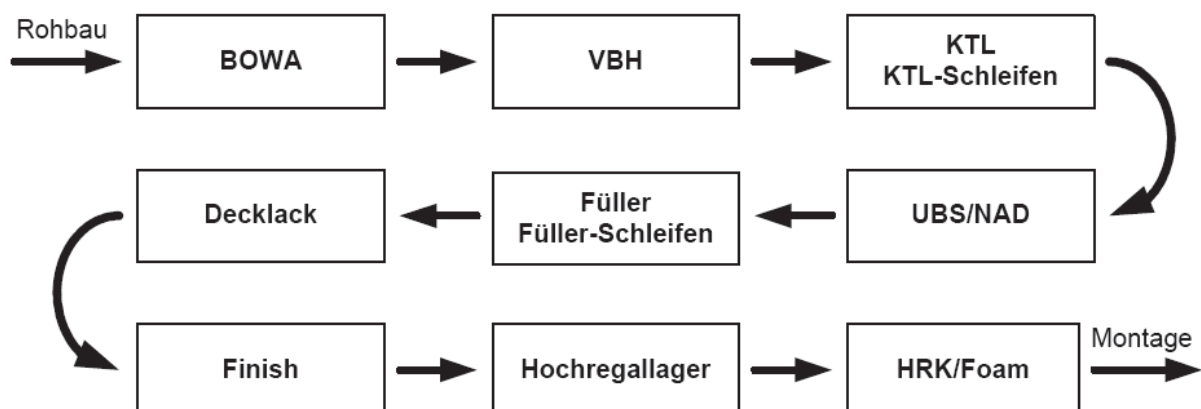 Rohbau
BOWA
VBH
KTL
KTL-Schleifen
UBS/NAD
Füller
Füller-Schleifen
Decklack
Finish
Hochregallager
HRK/Foam
Montage